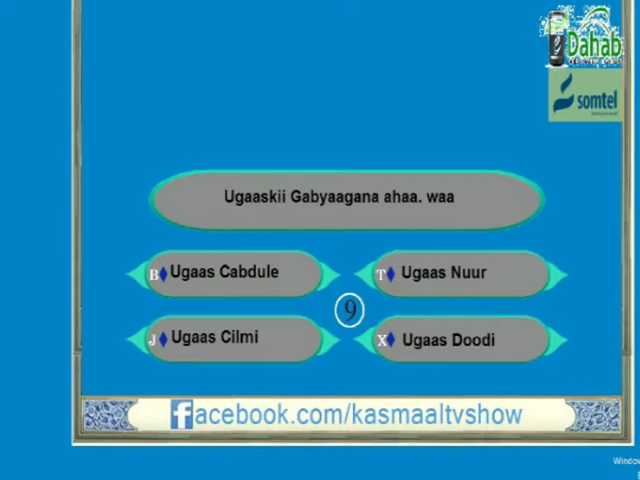 Dahab
somtel
Ugaaskii Gabyaagana ahaa. waa
B Ugaas Cabdule
T Ugaas Nuur
9
J Ugaas Cilmi
X Ugaas Doodi
facebook.com/kasmaaltvshow